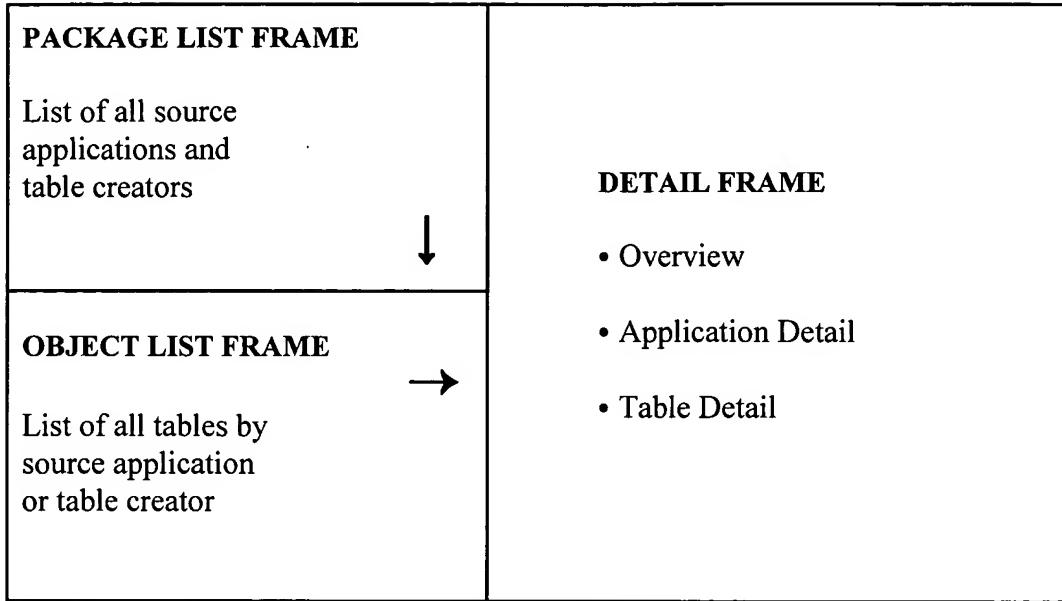 PACKAGE LIST FRAME
List of all source
applications and
table creators
OBJECT LIST FRAME
List of all tables by
source application
or table creator
DETAIL FRAME
• Overview
• Application Detail
• Table Detail